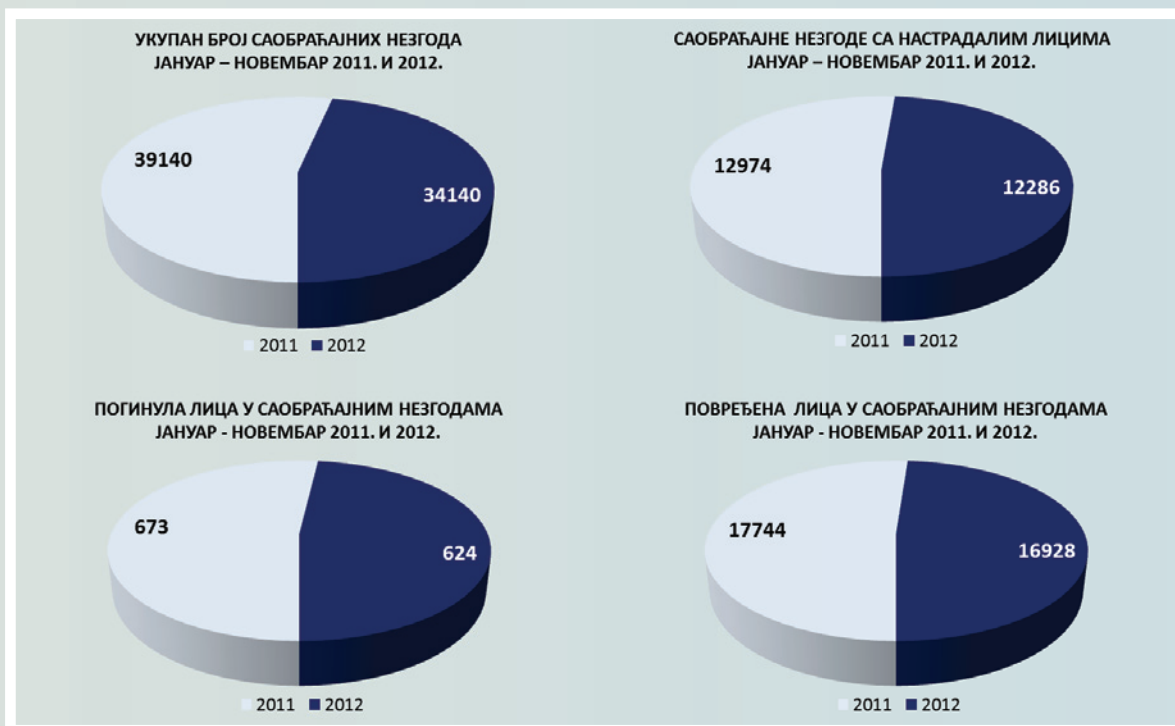 УКУПАН БРОЈ САОБРАЋАЈНИХ НЕЗГОДА
ЈАНУАР – НОВЕМБАР 2011. И 2012.
39140
34140
2011 2012
САОБРАЋАЈНЕ НЕЗГОДЕ СА НАСТРАДАЛИМ ЛИЦИМА
ЈАНУАР – НОВЕМБАР 2011. И 2012.
12974
12286
2011 2012
ПОГИНУЛА ЛИЦА У САОБРАЋАЈНИМ НЕЗГОДАМА
ЈАНУАР - НОВЕМБАР 2011. И 2012.
673
624
2011 2012
ПОВРЕЂЕНА ЛИЦА У САОБРАЋАЈНИМ НЕЗГОДАМА
ЈАНУАР - НОВЕМБАР 2011. И 2012.
17744
16928
2011 2012